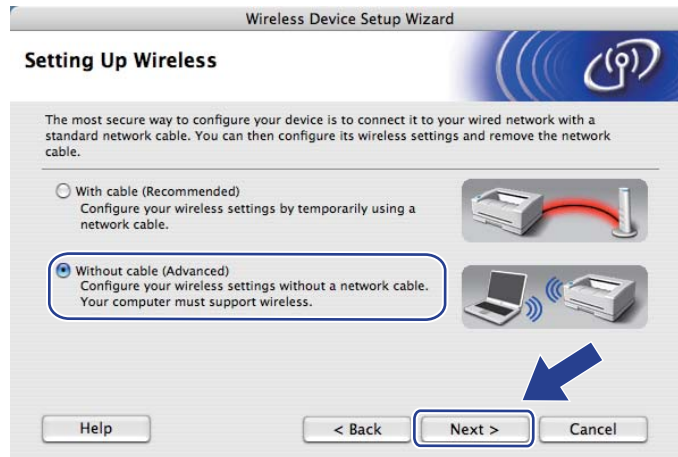 Wireless Device Setup Wizard
Setting Up Wireless
The most secure way to configure your device is to connect it to your wired network with a
standard network cable. You can then configure its wireless settings and remove the network
cable.
With cable (Recommended)
Configure your wireless settings by temporarily using a
network cable.
Without cable (Advanced)
Configure your wireless settings without a network cable.
Your computer must support wireless.
Help
< Back
Next >
Cancel